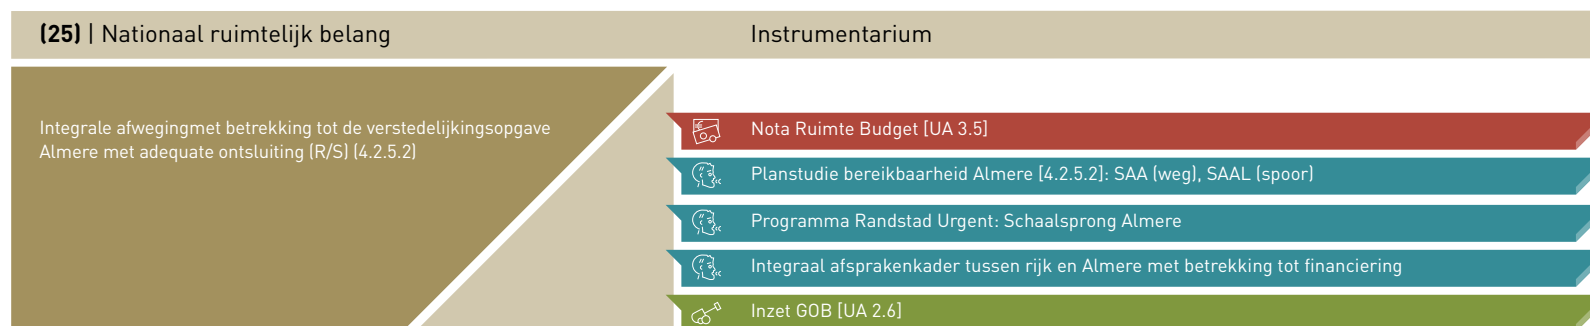 (25) | Nationaal ruimtelijk belang
Instrumentarium
Integrale afwegingmet betrekking tot de verstedelijkingsopgave
Almere met adequate ontsluiting (R/S) (4.2.5.2)
Nota Ruimte Budget [UA 3.5]
Planstudie bereikbaarheid Almere [4.2.5.2]: SAA (weg), SAAL (spoor)
Programma Randstad Urgent: Schaalsprong Almere
Integraal afsprakenkader tussen rijk en Almere met betrekking tot financiering
Inzet GOB [UA 2.6]